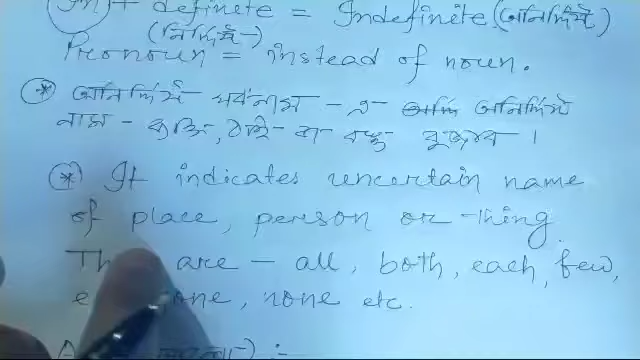 In + definite = Indefinite (অনির্দিষ্ট)
(নির্দিষ্ট)
Pronoun = instead of noun.
অনির্দিষ্ট সর্বনাম - এ অনির্দিষ্ট
নাম - ব্যক্তি, ঠাই বা বস্তু বুজাব ।
(*) It indicates uncertain name
of place, person or thing.
are - all, both, each, few,
one, none etc.